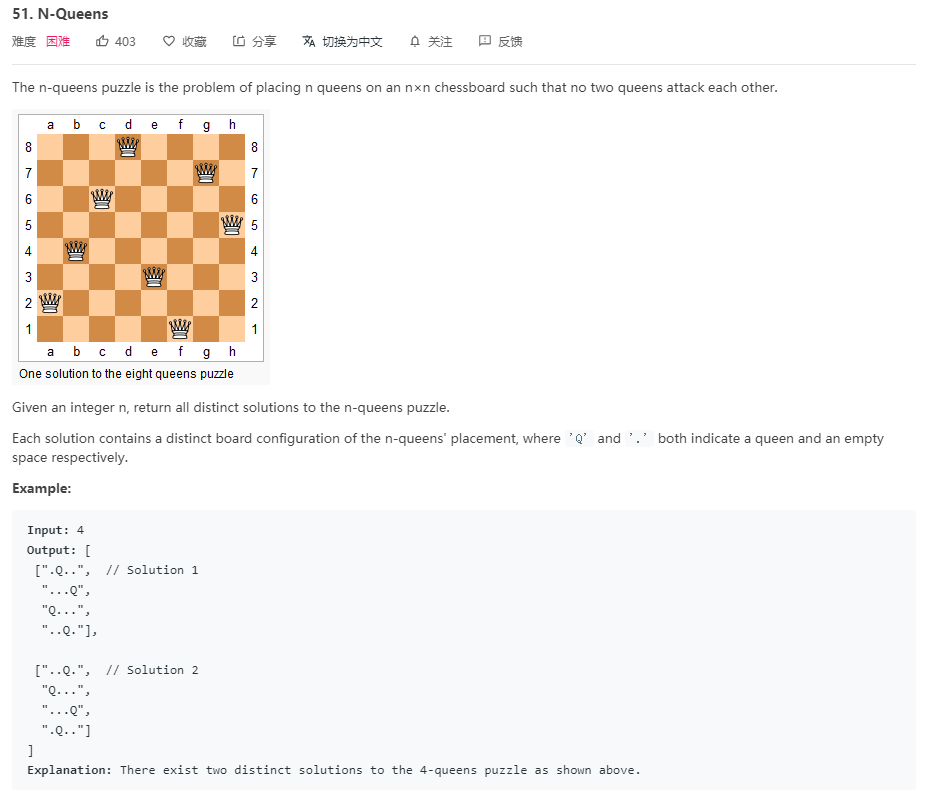 51. N-Queens
难度 困难 403 收藏 分享 切换为中文 关注 反馈
The n-queens puzzle is the problem of placing n queens on an n×n chessboard such that no two queens attack each other.
a b c d e f g h
8 8
7 7
6 6
5 5
4 4
3 3
2 2
1 1
a b c d e f g h
One solution to the eight queens puzzle
Given an integer n, return all distinct solutions to the n-queens puzzle.
Each solution contains a distinct board configuration of the n-queens' placement, where 'Q' and '.' both indicate a queen and an empty
space respectively.
Example:
Input: 4
Output: [
[".Q..", // Solution 1
"...Q",
"Q...",
"..Q."],
["..Q.", // Solution 2
"Q...",
"...Q",
".Q.."]
]
Explanation: There exist two distinct solutions to the 4-queens puzzle as shown above.